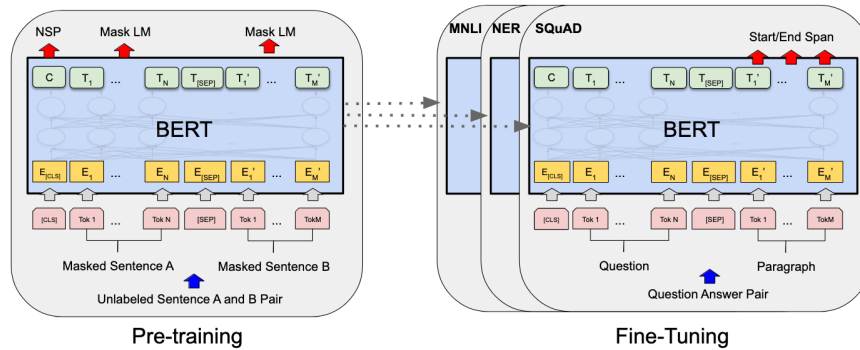 NSP Mask LM Mask LM
C T1 ... TN T[SEP] T1' ... TM'
BERT
E[CLS] E1 ... EN E[SEP] E1' ... EM'
[CLS] Tok 1 ... Tok N [SEP] Tok 1 ... TokM
Masked Sentence A Masked Sentence B
Unlabeled Sentence A and B Pair
Pre-training
MNLI NER SQuAD
Start/End Span
C T1 ... TN T[SEP] T1' ... TM'
BERT
E[CLS] E1 ... EN E[SEP] E1' ... EM'
[CLS] Tok 1 ... Tok N [SEP] Tok 1 ... TokM
Question Paragraph
Question Answer Pair
Fine-Tuning